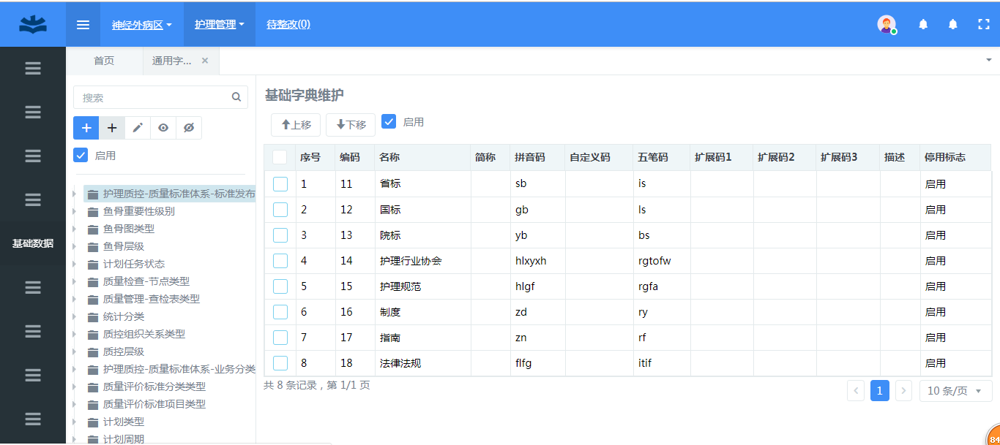 神经外病区 护理管理 待整改(0)
首页 通用字...
搜索
启用
基础数据
护理质控-质量标准体系-标准发布
鱼骨重要性级别
鱼骨图类型
鱼骨层级
计划任务状态
质量检查-节点类型
质量管理-查检表类型
统计分类
质控组织关系类型
质控层级
护理质控-质量标准体系-业务分类
质量评价标准分类类型
质量评价标准项目类型
计划类型
计划周期
基础字典维护
上移 下移 启用
序号 编码 名称 简称 拼音码 自定义码 五笔码 扩展码1 扩展码2 扩展码3 描述 停用标志
1 11 省标 sb is 启用
2 12 国标 gb ls 启用
3 13 院标 yb bs 启用
4 14 护理行业协会 hlxyxh rgtofw 启用
5 15 护理规范 hlgf rgfa 启用
6 16 制度 zd ry 启用
7 17 指南 zn rf 启用
8 18 法律法规 flfg itif 启用
共 8 条记录，第 1/1 页
1 10 条/页
84